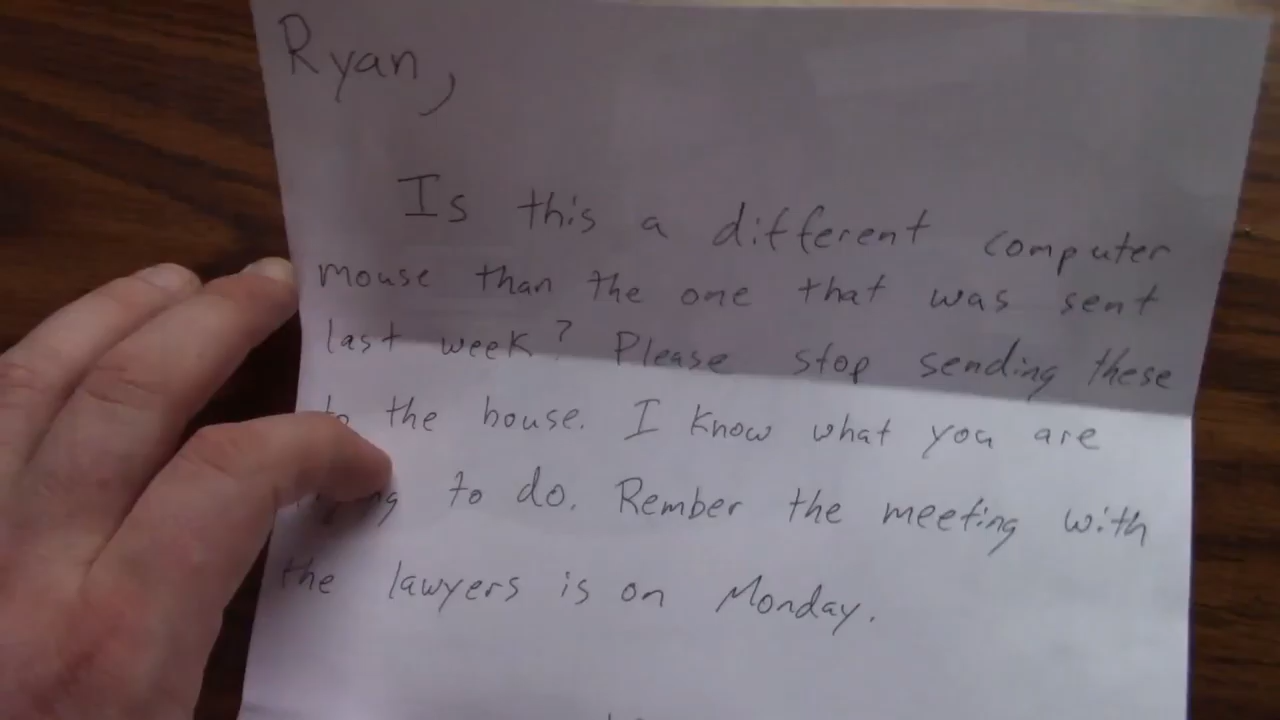 Ryan,
Is this a different computer
mouse than the one that was sent
last week? Please stop sending these
to the house. I know what you are
to do. Rember the meeting with
the lawyers is on Monday.